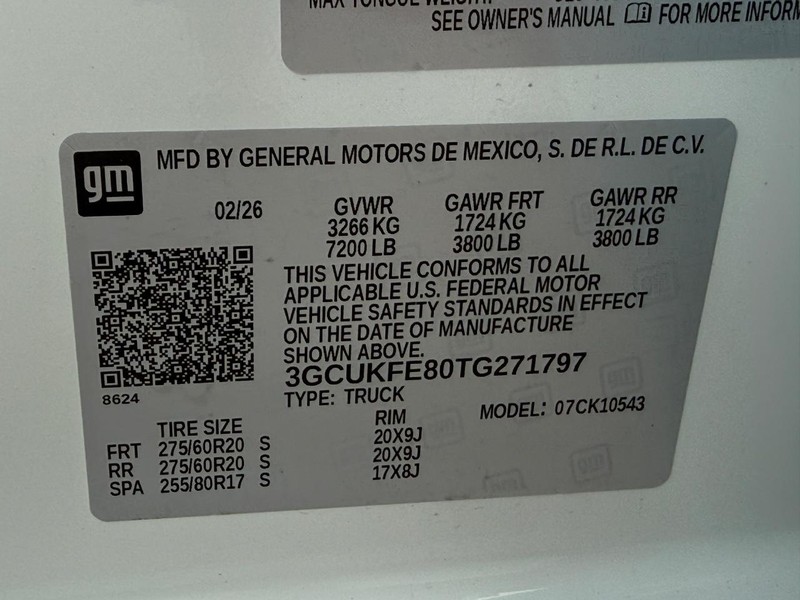 SEE OWNER'S MANUAL FOR MORE
gm
MFD BY GENERAL MOTORS DE MEXICO, S. DE R.L. DE C.V.
02/26 GVWR GAWR FRT GAWR RR
3266 KG 1724 KG 1724 KG
7200 LB 3800 LB 3800 LB
THIS VEHICLE CONFORMS TO ALL
APPLICABLE U.S. FEDERAL MOTOR
VEHICLE SAFETY STANDARDS IN EFFECT
ON THE DATE OF MANUFACTURE
SHOWN ABOVE.
3GCUKFE80TG271797
8624
TYPE: TRUCK
MODEL: 07CK10543
TIRE SIZE RIM
FRT 275/60R20 S 20X9J
RR 275/60R20 S 20X9J
SPA 255/80R17 S 17X8J